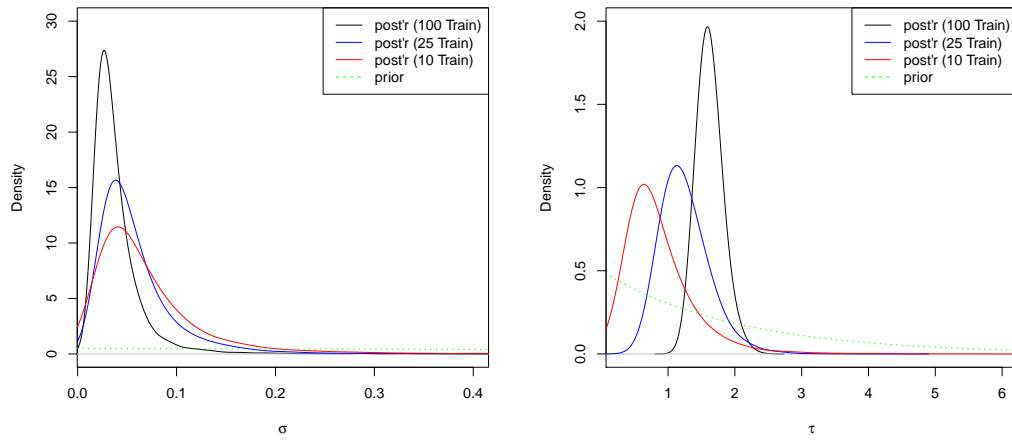 post'r (100 Train)
post'r (25 Train)
post'r (10 Train)
prior
Density
30
25
20
15
10
5
0
0.0 0.1 0.2 0.3 0.4
σ
post'r (100 Train)
post'r (25 Train)
post'r (10 Train)
prior
Density
2.0
1.5
1.0
0.5
0.0
1 2 3 4 5 6
τ